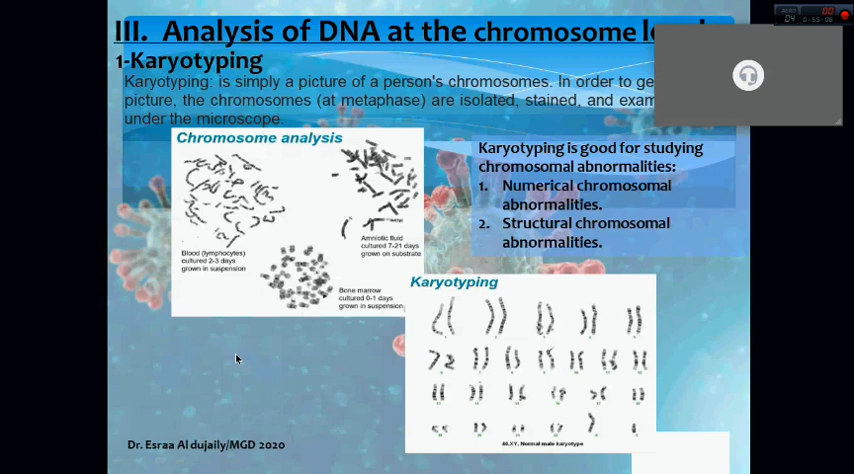 III. Analysis of DNA at the chromosome
1-Karyotyping
Karyotyping: is simply a picture of a person's chromosomes. In order to ge
picture, the chromosomes (at metaphase) are isolated, stained, and exam
under the microscope.
Chromosome analysis
Blood (lymphocytes)
cultured 2-3 days
grown in suspension
Amniotic fluid
cultured 7-21 days
grown on substrate
Bone marrow
cultured 0-1 days
grown in suspension
Karyotyping is good for studying
chromosomal abnormalities:
1. Numerical chromosomal
abnormalities.
2. Structural chromosomal
abnormalities.
Karyotyping
46,XY, Normal male karyotype
Dr. Esraa Al dujaily/MGD 2020